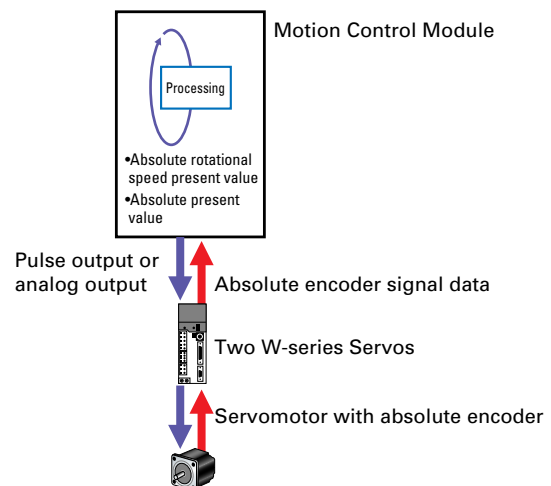 Motion Control Module
Processing
•Absolute rotational
speed present value
•Absolute present
value
Pulse output or
analog output
Absolute encoder signal data
Two W-series Servos
Servomotor with absolute encoder